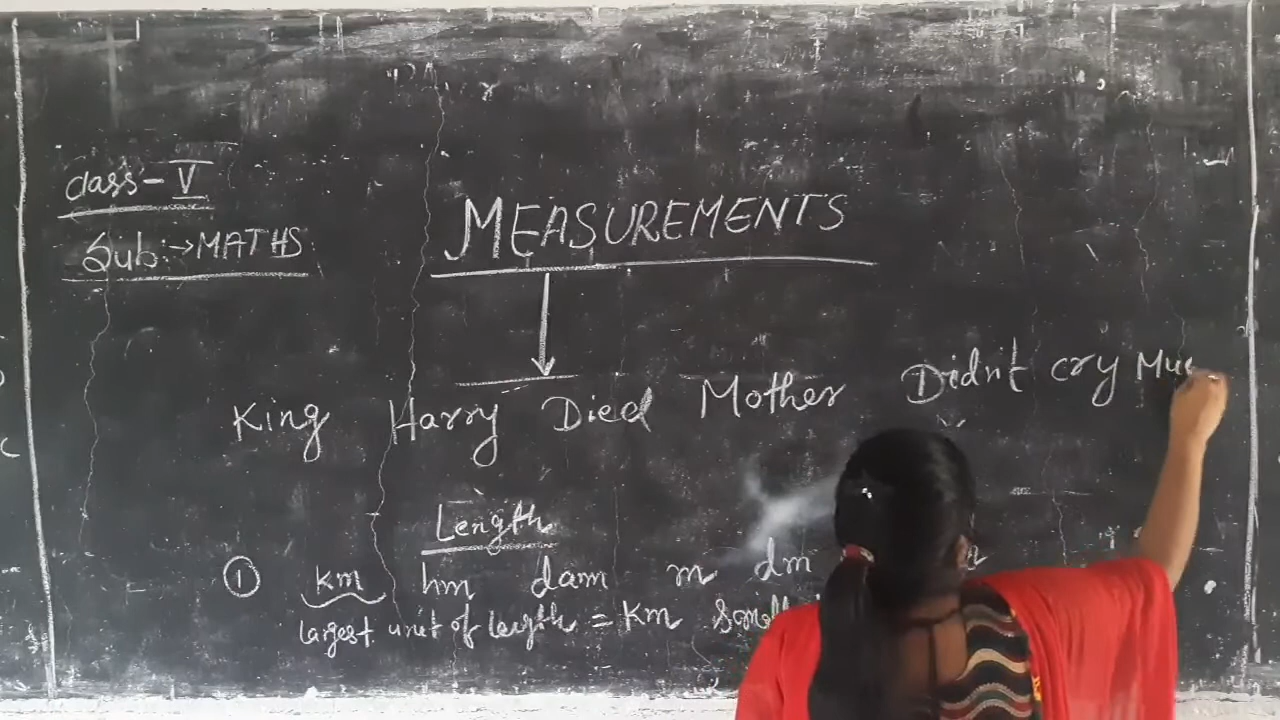 Class - V
Sub:→ MATHS
MEASUREMENTS
King Harry Died Mother Didn't cry
Length
① km hm dam m dm
largest unit of length = km